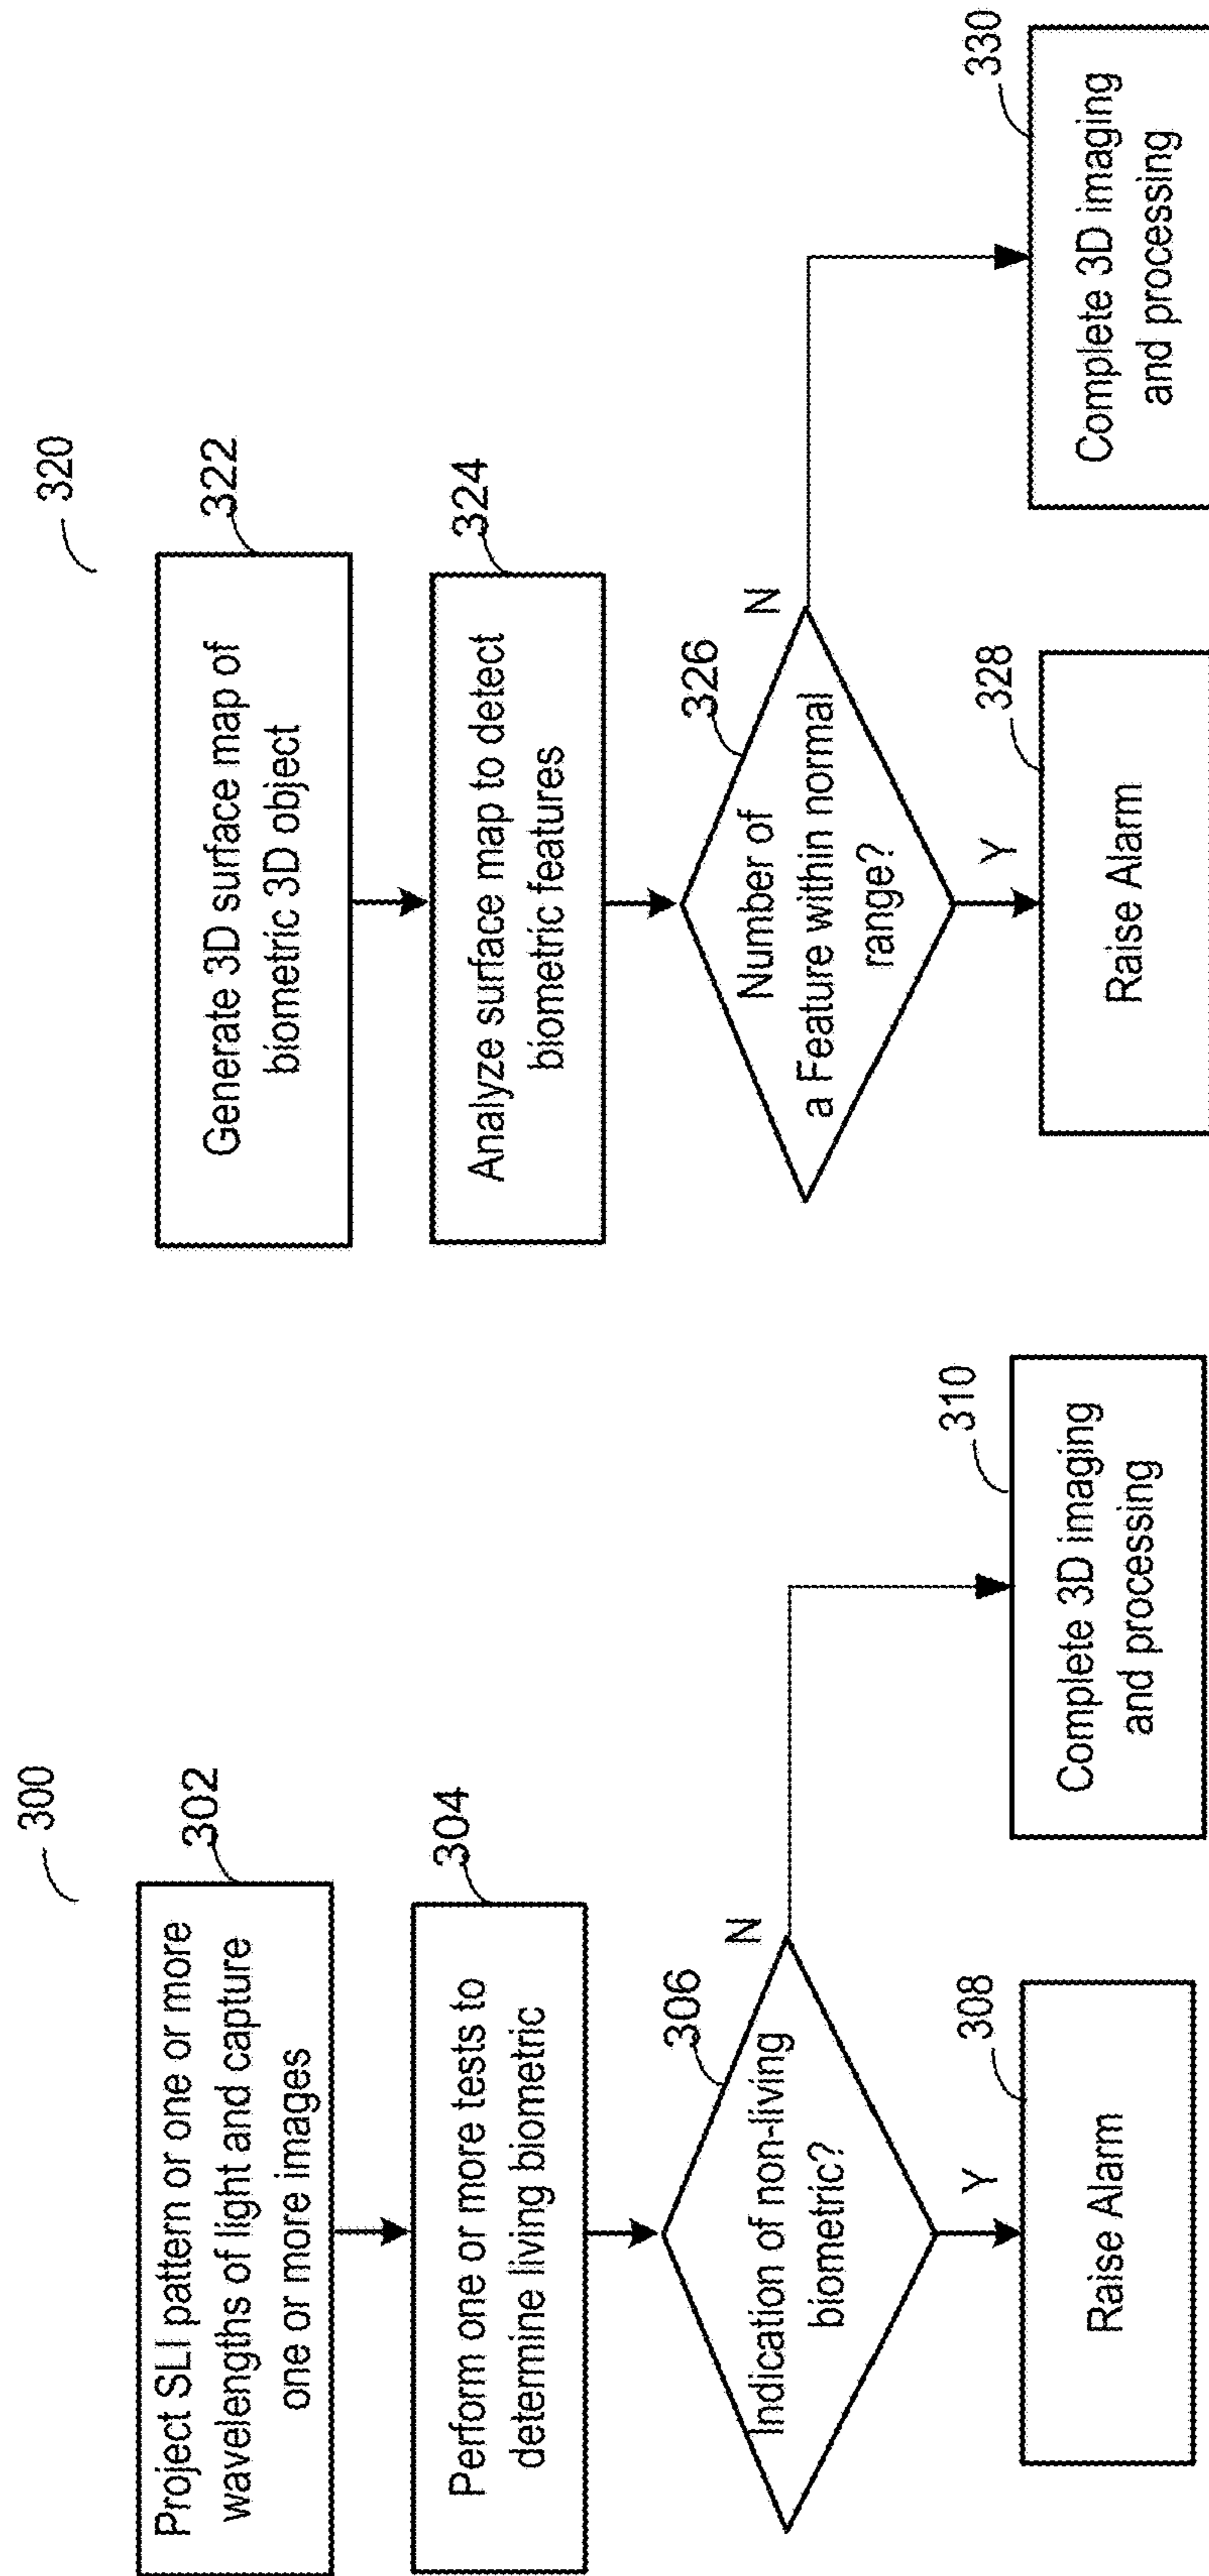 300
302
Project SLI pattern or one or more
wavelengths of light and capture
one or more images
304
Perform one or more tests to
determine living biometric
306
Indication of non-living
biometric?
N
Y
308
Raise Alarm
310
Complete 3D imaging
and processing
320
322
Generate 3D surface map of
biometric 3D object
324
Analyze surface map to detect
biometric features
326
Number of
a Feature within normal
range?
N
Y
328
Raise Alarm
330
Complete 3D imaging
and processing